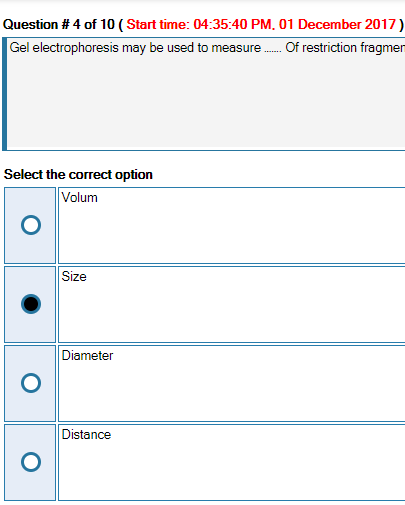 Question # 4 of 10 ( Start time: 04:35:40 PM, 01 December 2017 )
Gel electrophoresis may be used to measure ....... Of restriction fragmen
Select the correct option
Volum
Size
Diameter
Distance